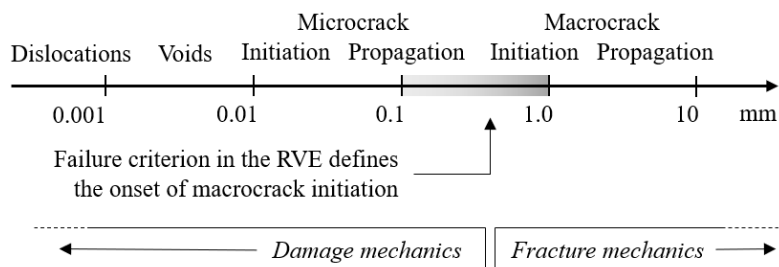 Microcrack Macrocrack
Dislocations Voids Initiation Propagation Initiation Propagation
0.001 0.01 0.1 1.0 10 mm
Failure criterion in the RVE defines
the onset of macrocrack initiation
Damage mechanics Fracture mechanics